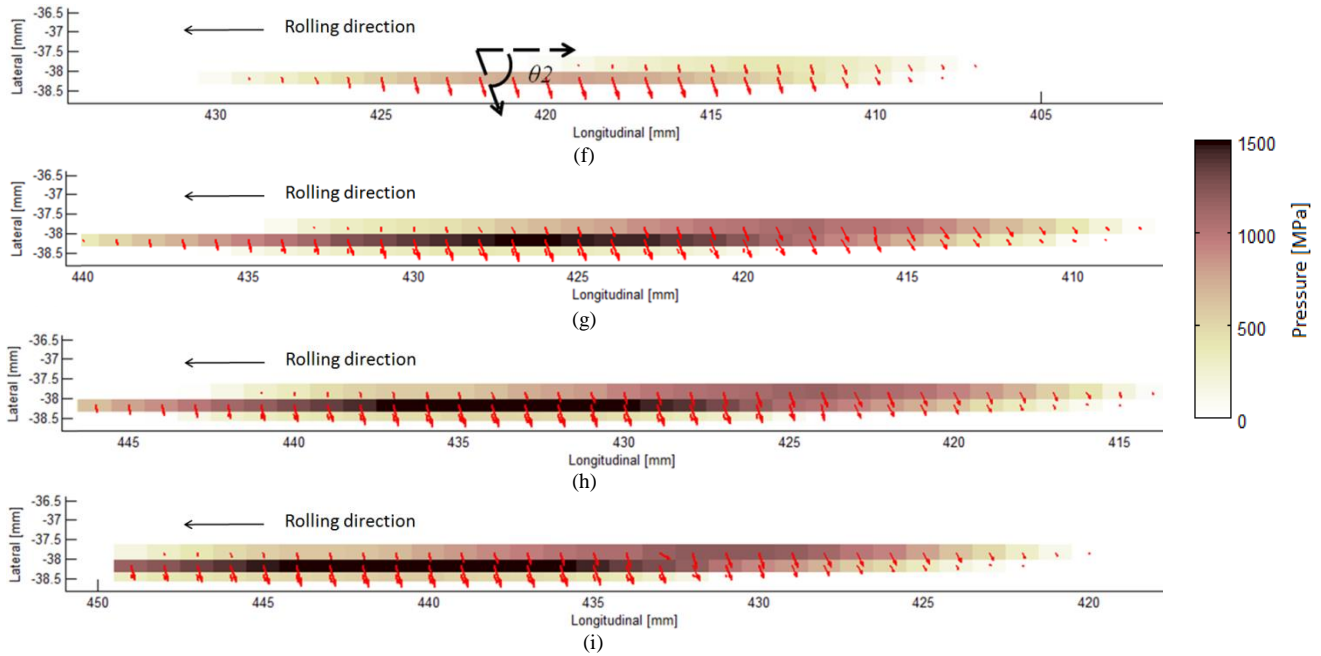 -36.5
-37
-37.5
-38
-38.5
Lateral [mm]
Rolling direction
θ2
430 425 420 415 410 405
Longitudinal [mm]
(f)
-36.5
-37
-37.5
-38
-38.5
Lateral [mm]
Rolling direction
440 435 430 425 420 415 410
Longitudinal [mm]
(g)
-36.5
-37
-37.5
-38
-38.5
Lateral [mm]
Rolling direction
445 440 435 430 425 420 415
Longitudinal [mm]
(h)
-36.5
-37
-37.5
-38
-38.5
Lateral [mm]
Rolling direction
450 445 440 435 430 425 420
Longitudinal [mm]
(i)
1500
1000
500
0
Pressure [MPa]